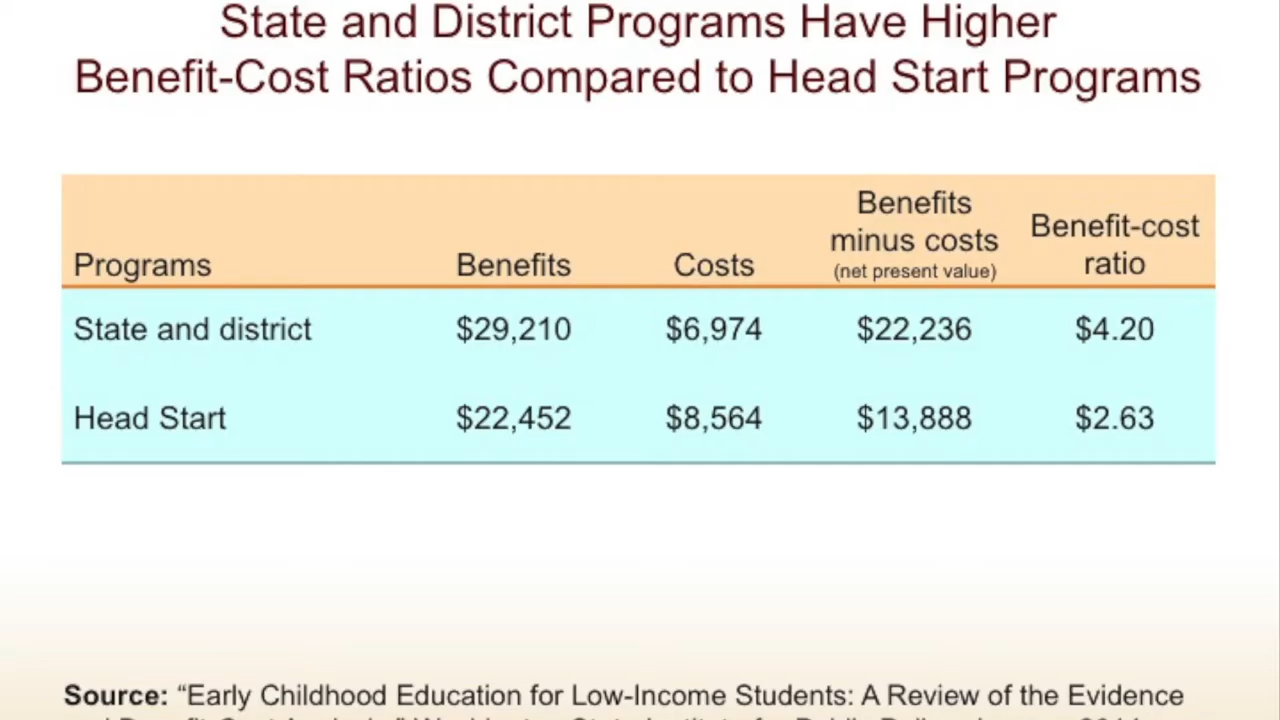 State and District Programs Have Higher
Benefit-Cost Ratios Compared to Head Start Programs
Programs Benefits Costs Benefits minus costs (net present value) Benefit-cost ratio
State and district $29,210 $6,974 $22,236 $4.20
Head Start $22,452 $8,564 $13,888 $2.63
Source: “Early Childhood Education for Low-Income Students: A Review of the Evidence